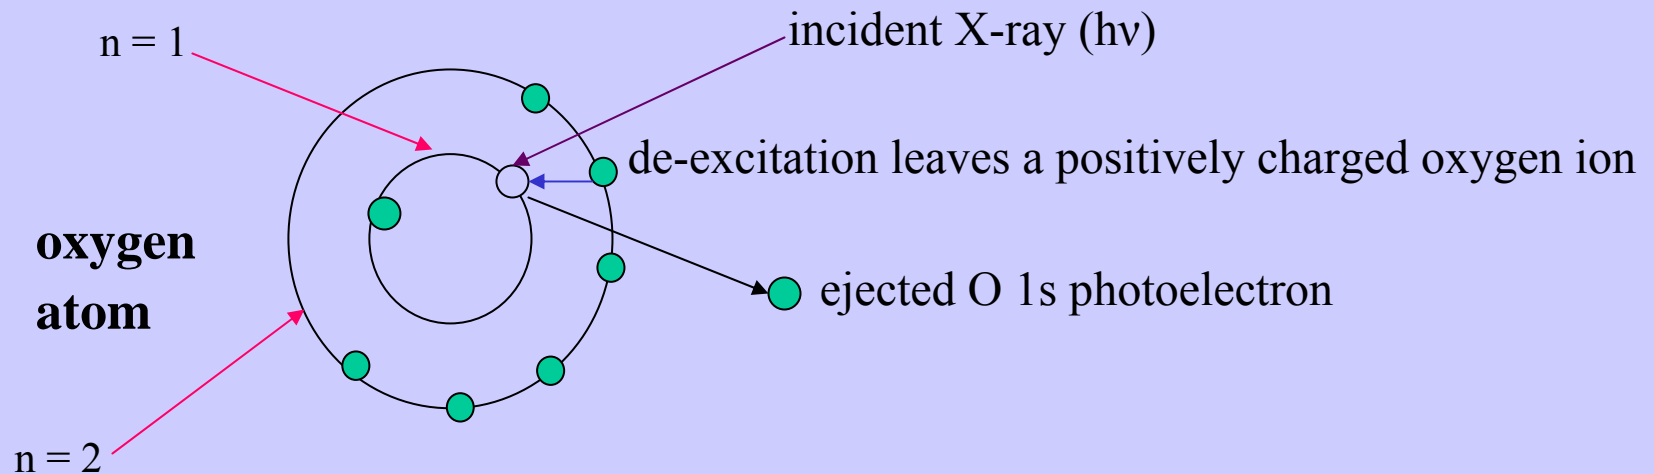 n = 1
incident X-ray (hν)
de-excitation leaves a positively charged oxygen ion
oxygen
atom
ejected O 1s photoelectron
n = 2